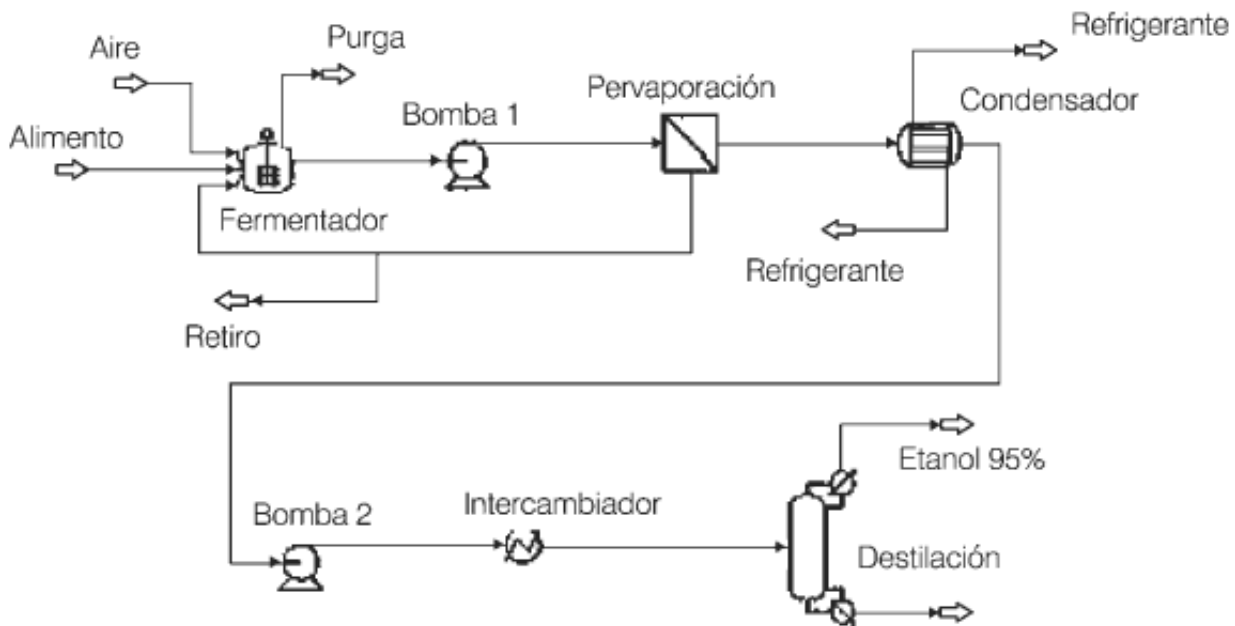 Aire
Purga
Refrigerante
Alimento
Bomba 1
Pervaporación
Condensador
Fermentador
Refrigerante
Retiro
Etanol 95%
Bomba 2
Intercambiador
Destilación